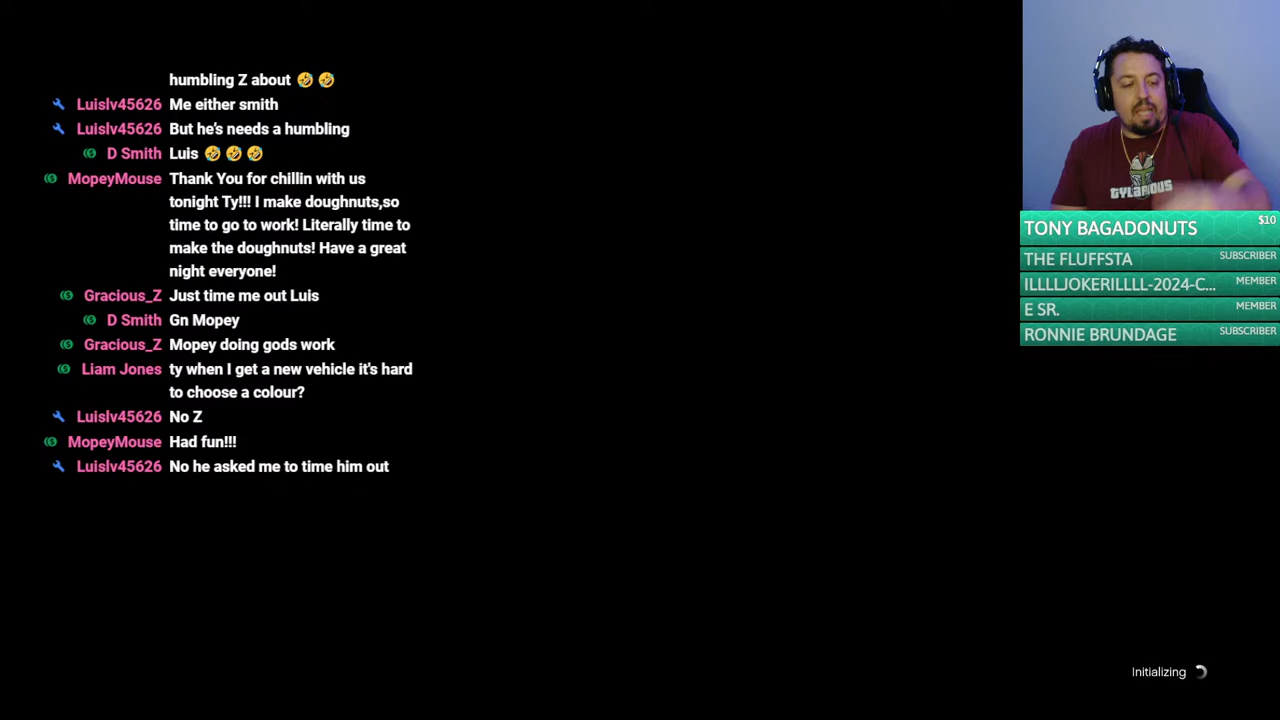 humbling Z about 🤣 🤣
Luislv45626 Me either smith
Luislv45626 But he's needs a humbling
D Smith Luis 🤣 🤣 🤣
MopeyMouse Thank You for chillin with us
tonight Ty!!! I make doughnuts,so
time to go to work! Literally time to
make the doughnuts! Have a great
night everyone!
Gracious_Z Just time me out Luis
D Smith Gn Mopey
Gracious_Z Mopey doing gods work
Liam Jones ty when I get a new vehicle it's hard
to choose a colour?
Luislv45626 No Z
MopeyMouse Had fun!!!
Luislv45626 No he asked me to time him out
TYLARIOUS
TONY BAGADONUTS $10
THE FLUFFSTA SUBSCRIBER
ILLLLJOKERILLLL-2024-C... MEMBER
E SR. MEMBER
RONNIE BRUNDAGE SUBSCRIBER
Initializing